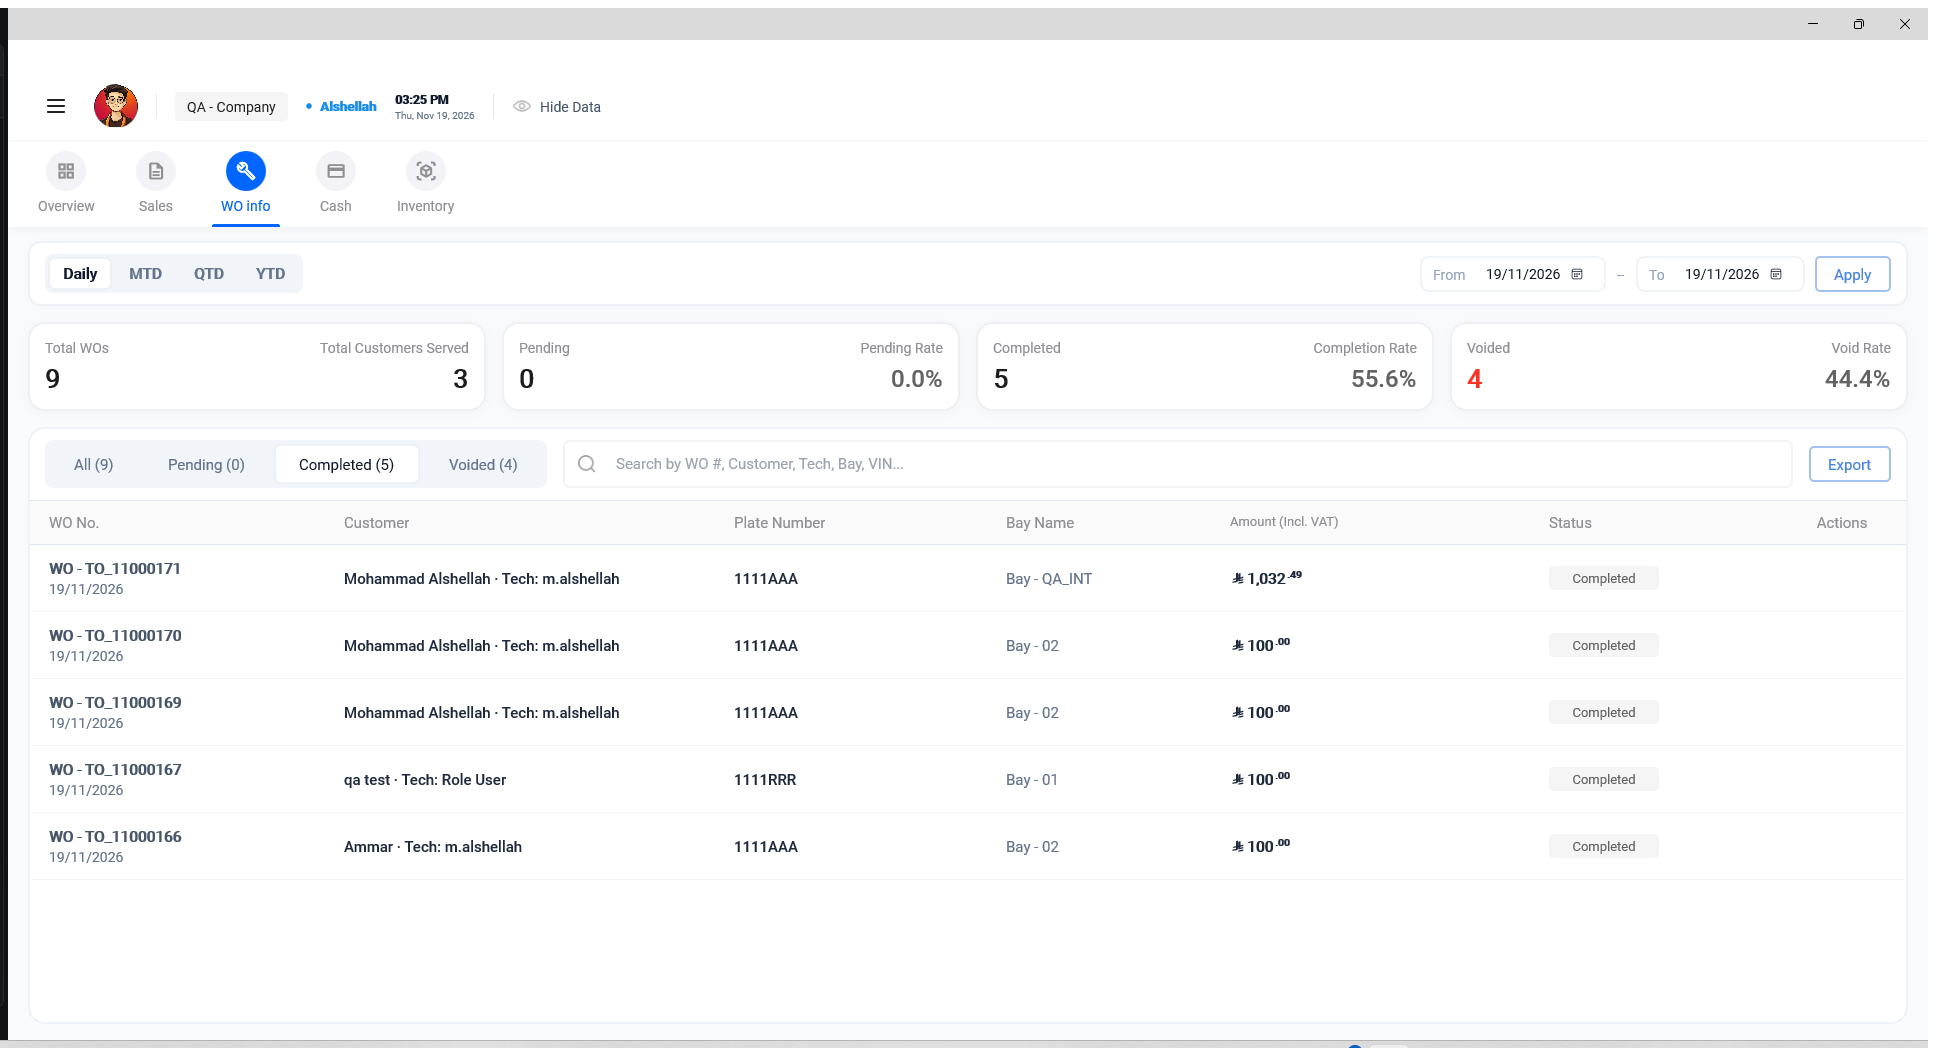 QA - Company
• Alshellah
03:25 PM
Thu, Nov 19, 2026
Hide Data
Overview
Sales
WO info
Cash
Inventory
Daily MTD QTD YTD
From 19/11/2026 – To 19/11/2026 Apply
Total WOs Total Customers Served
9 3
Pending Pending Rate
0 0.0%
Completed Completion Rate
5 55.6%
Voided Void Rate
4 44.4%
All (9) Pending (0) Completed (5) Voided (4)
Search by WO #, Customer, Tech, Bay, VIN...
Export
WO No. Customer Plate Number Bay Name Amount (Incl. VAT) Status Actions
WO - TO_11000171
19/11/2026
Mohammad Alshellah · Tech: m.alshellah 1111AAA Bay - QA_INT ⃁ 1,032.49 Completed
WO - TO_11000170
19/11/2026
Mohammad Alshellah · Tech: m.alshellah 1111AAA Bay - 02 ⃁ 100.00 Completed
WO - TO_11000169
19/11/2026
Mohammad Alshellah · Tech: m.alshellah 1111AAA Bay - 02 ⃁ 100.00 Completed
WO - TO_11000167
19/11/2026
qa test · Tech: Role User 1111RRR Bay - 01 ⃁ 100.00 Completed
WO - TO_11000166
19/11/2026
Ammar · Tech: m.alshellah 1111AAA Bay - 02 ⃁ 100.00 Completed